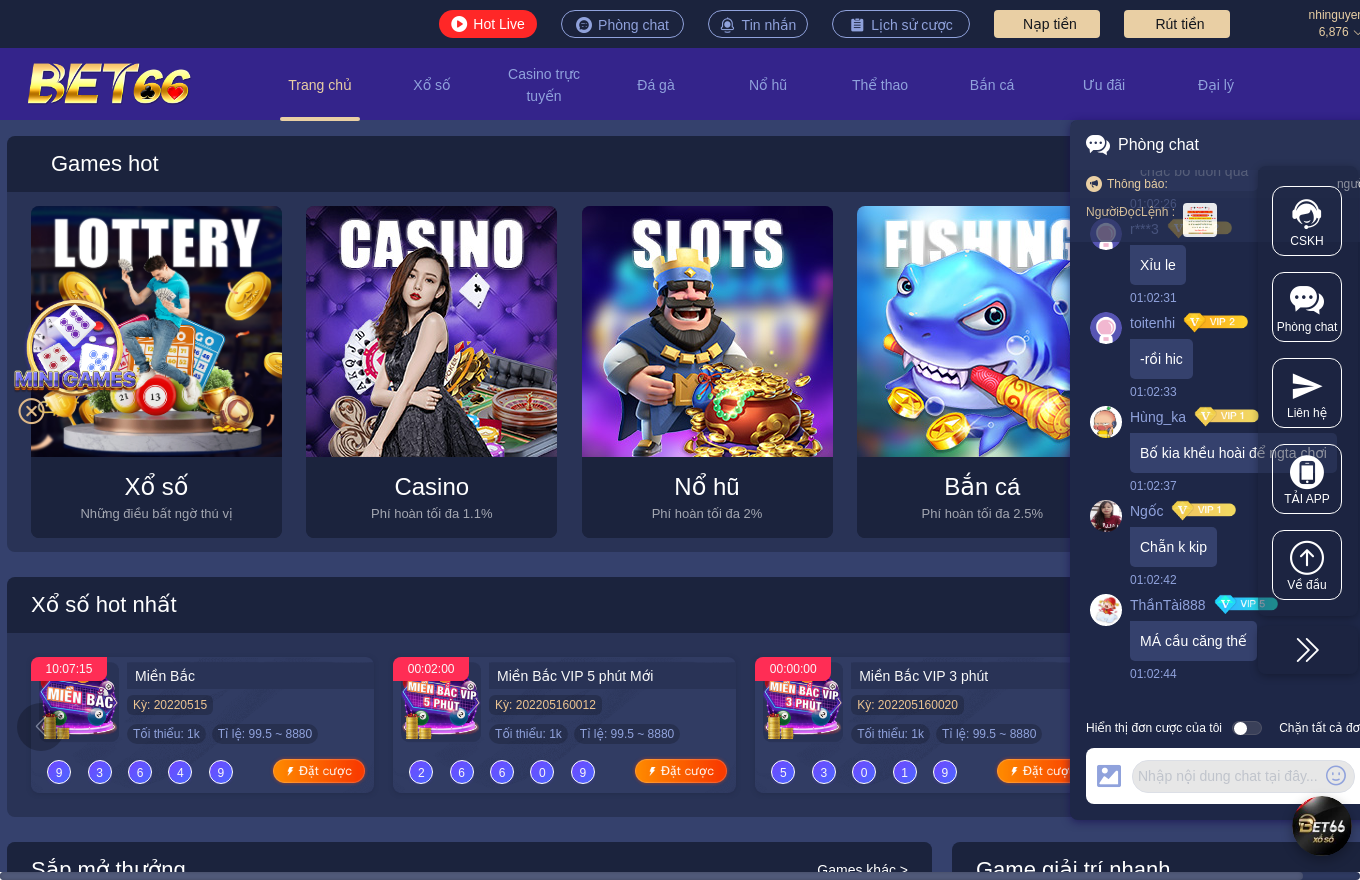 Hot Live
Phòng chat
Tin nhắn
Lịch sử cược
Nạp tiền
Rút tiền
6,876
BET66
Trang chủ
Xổ số
Casino trực
tuyến
Đá gà
Nổ hũ
Thể thao
Bắn cá
Ưu đãi
Đại lý
Games hot
LOTTERY
CASINO
SLOTS
FISHING
MINI GAMES
Xổ số
Những điều bất ngờ thú vị
Casino
Phí hoàn tối đa 1.1%
Nổ hũ
Phí hoàn tối đa 2%
Bắn cá
Phí hoàn tối đa 2.5%
Xổ số hot nhất
10:07:15
MIỀN BẮC
Miền Bắc
Kỳ: 20220515
Tối thiểu: 1k
Tỉ lệ: 99.5 ~ 8880
9 3 6 4 9
Đặt cược
00:02:00
MIỀN BẮC VIP
5 PHÚT
Miền Bắc VIP 5 phút Mới
Kỳ: 202205160012
Tối thiểu: 1k
Tỉ lệ: 99.5 ~ 8880
2 6 6 0 9
Đặt cược
00:00:00
MIỀN BẮC VIP
3 PHÚT
Miền Bắc VIP 3 phút
Kỳ: 202205160020
Tối thiểu: 1k
Tỉ lệ: 99.5 ~ 8880
5 3 0 1 9
Đặt
Sắp mở thưởng
Games khác >
Game giải trí nhanh
Phòng chat
Thông báo:
01:02:26
NgườiĐọcLệnh :
r***3
Xỉu le
01:02:31
toitenhi
VIP 2
-rồi hic
01:02:33
Hùng_ka
VIP 1
Bố kia khều hoài để ngta chơi
01:02:37
Ngốc
VIP 1
Chẵn k kip
01:02:42
ThầnTài888
VIP 5
MÁ cầu căng thế
01:02:44
Hiển thị đơn cược của tôi
Chặn tất cả
Nhập nội dung chat tại đây...
CSKH
Phòng chat
Liên hệ
TẢI APP
Về đầu
BET66
XỔ SỐ